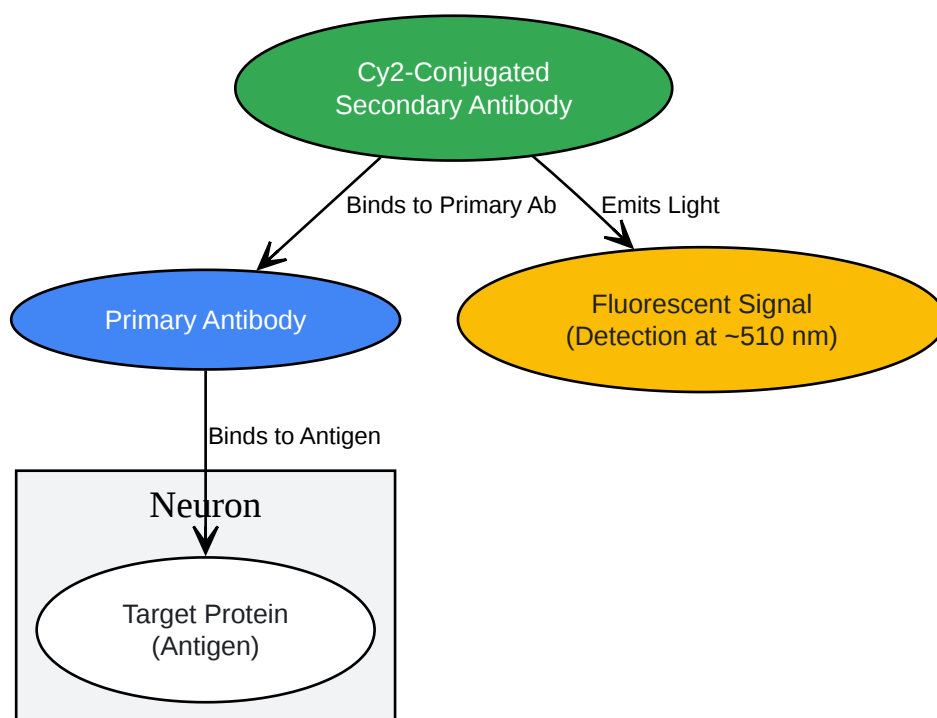 Cy2-Conjugated
Secondary Antibody
Binds to Primary Ab
Emits Light
Primary Antibody
Fluorescent Signal
(Detection at ~510 nm)
Binds to Antigen
Neuron
Target Protein
(Antigen)